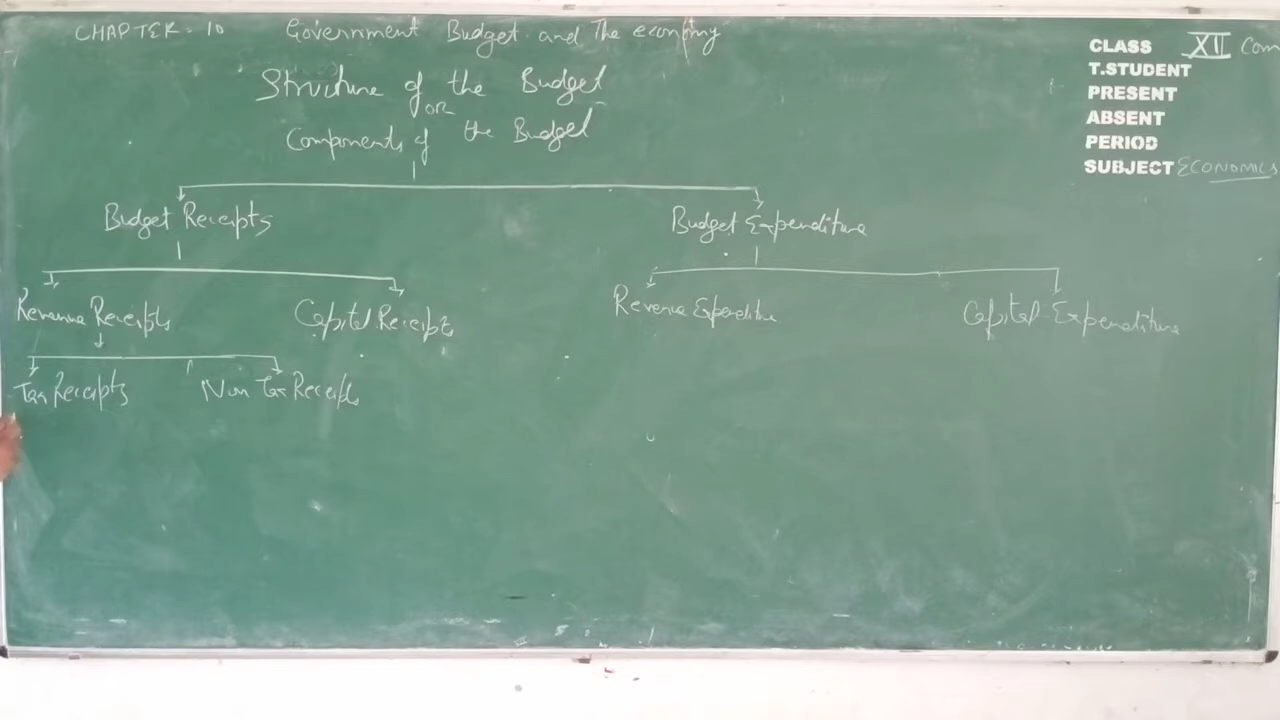 CHAPTER - 10 Government Budget and The economy
Structure of the Budget
OR
Components of the Budget
Budget Receipts Budget Expenditure
Revenue Receipts Capital Receipts Revenue Expenditure Capital Expenditure
Tax Receipts Non Tax Receipts
CLASS XII Com
T.STUDENT
PRESENT
ABSENT
PERIOD
SUBJECT ECONOMICS